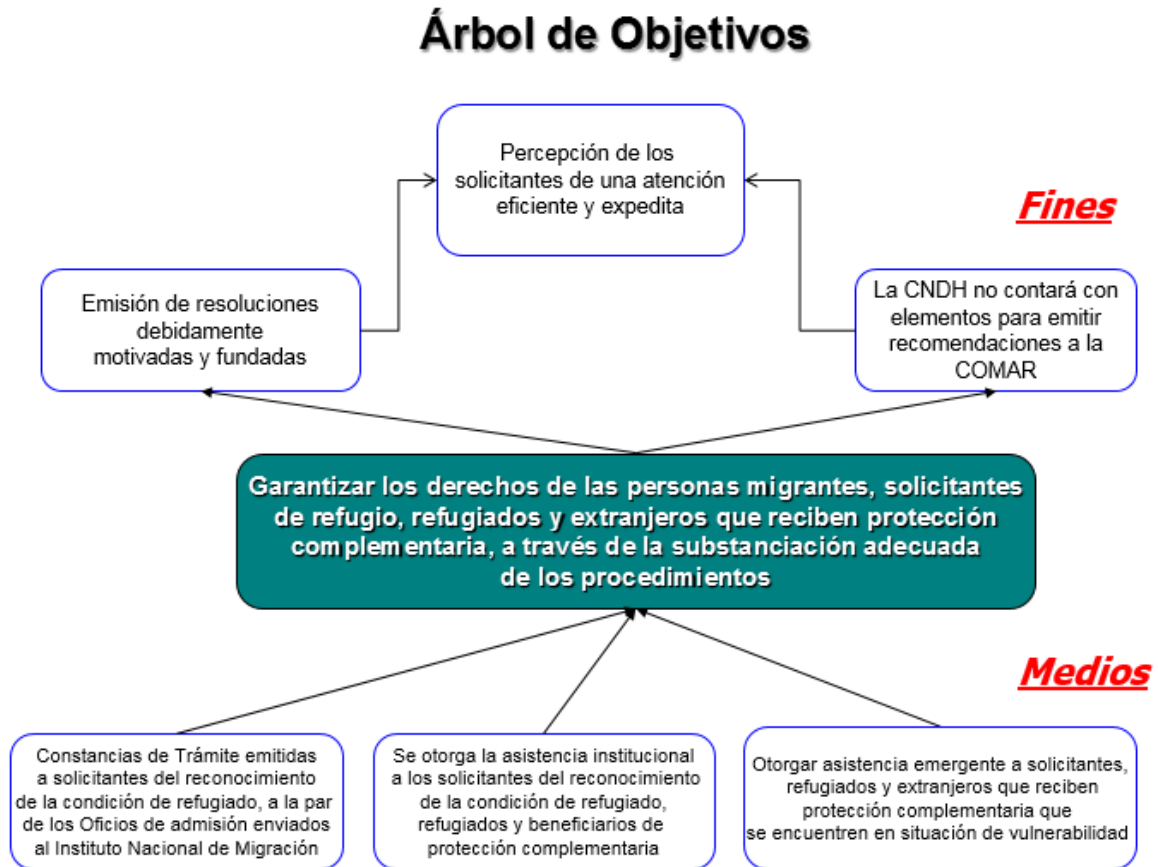 Árbol de Objetivos
Percepción de los
solicitantes de una atención
eficiente y expedita
Fines
Emisión de resoluciones
debidamente
motivadas y fundadas
La CNDH no contará con
elementos para emitir
recomendaciones a la
COMAR
Garantizar los derechos de las personas migrantes, solicitantes
de refugio, refugiados y extranjeros que reciben protección
complementaria, a través de la substanciación adecuada
de los procedimientos
Medios
Constancias de Trámite emitidas
a solicitantes del reconocimiento
de la condición de refugiado, a la par
de los Oficios de admisión enviados
al Instituto Nacional de Migración
Se otorga la asistencia institucional
a los solicitantes del reconocimiento
de la condición de refugiado,
refugiados y beneficiarios de
protección complementaria
Otorgar asistencia emergente a solicitantes,
refugiados y extranjeros que reciben
protección complementaria que
se encuentren en situación de vulnerabilidad